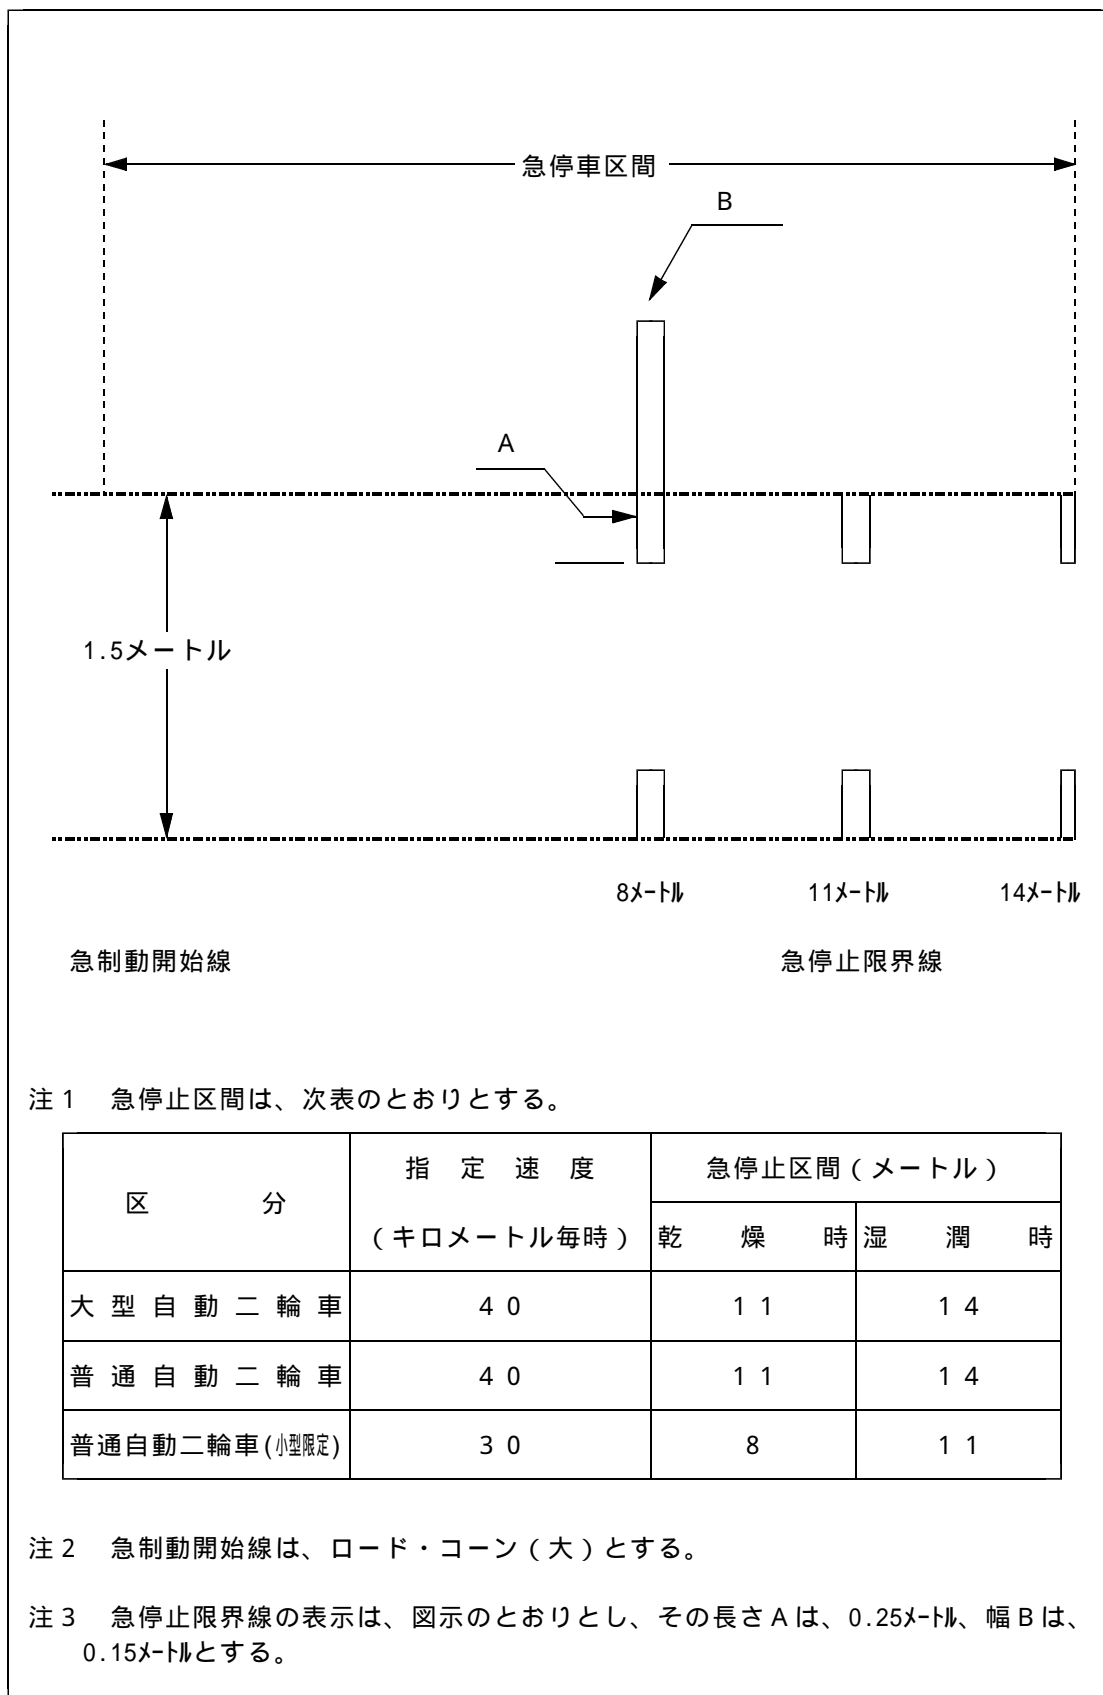 急停車区間
B
A
1.5メートル
8メートル 11メートル 14メートル
急制動開始線 急停止限界線
注1 急停止区間は、次表のとおりとする。
区分 指定速度 (キロメートル毎時) 急停止区間(メートル)
乾燥時 湿潤時
大型自動二輪車 40 11 14
普通自動二輪車 40 11 14
普通自動二輪車(小型限定) 30 8 11
注2 急制動開始線は、ロード・コーン(大)とする。
注3 急停止限界線の表示は、図示のとおりとし、その長さAは、0.25メートル、幅Bは、
0.15メートルとする。